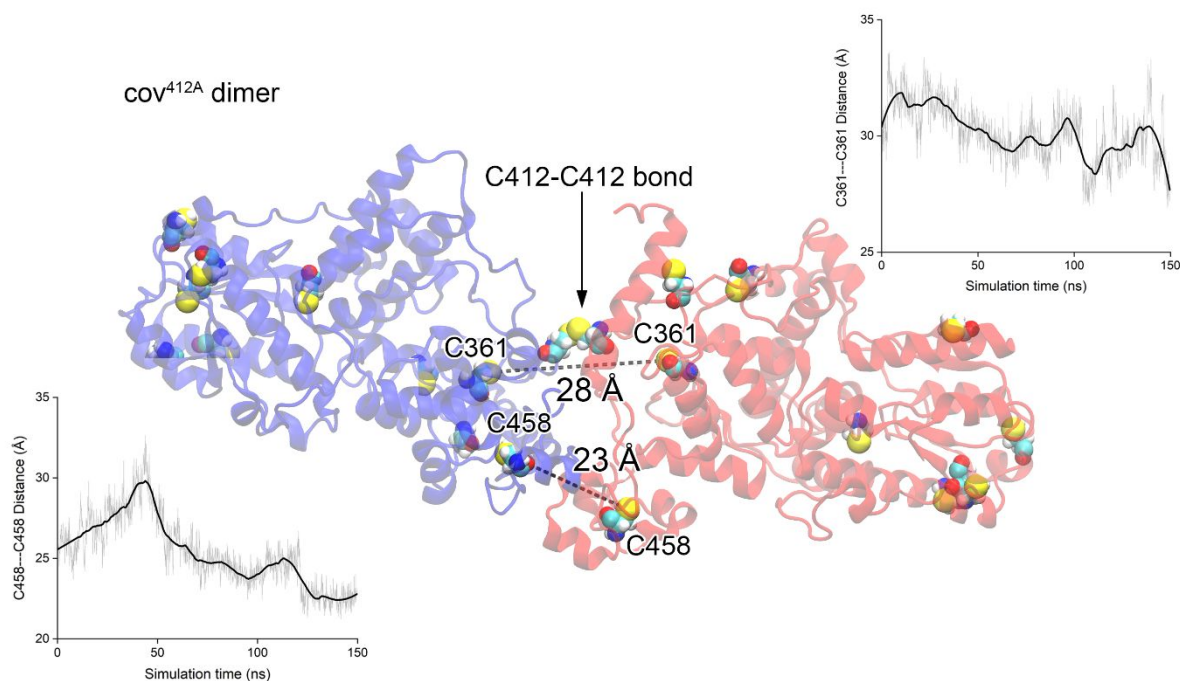 cov412A dimer
C412-C412 bond
C361
C361
28 Å
C458
23 Å
C458
35
30
25
C361---C361 Distance (Å)
0
50
100
150
Simulation time (ns)
35
30
25
20
C458---C458 Distance (Å)
0
50
100
150
Simulation time (ns)